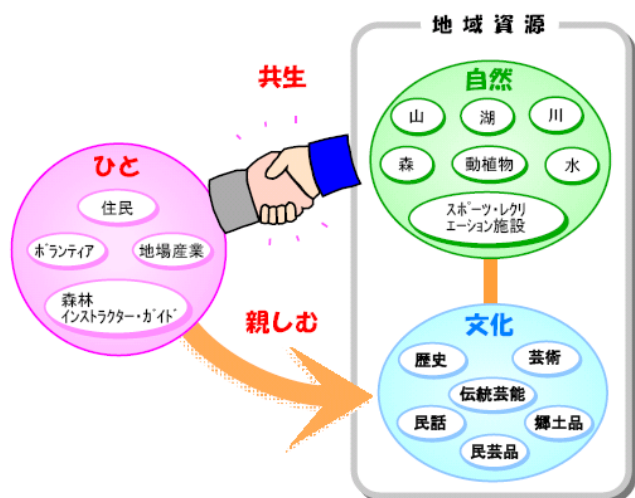 地域資源
共生
自然
山
湖
川
森
動植物
水
スポーツ・レクリ
エーション施設
ひと
住民
ボランティア
地場産業
森林
インストラクター・ガイド
親しむ
文化
歴史
芸術
伝統芸能
民話
郷土品
民芸品